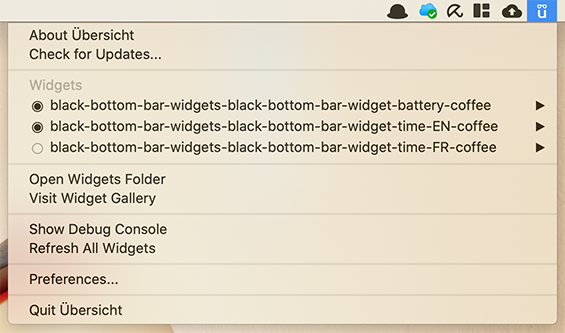 ü
About Übersicht
Check for Updates...
Widgets
black-bottom-bar-widgets-black-bottom-bar-widget-battery-coffee
black-bottom-bar-widgets-black-bottom-bar-widget-time-EN-coffee
black-bottom-bar-widgets-black-bottom-bar-widget-time-FR-coffee
Open Widgets Folder
Visit Widget Gallery
Show Debug Console
Refresh All Widgets
Preferences...
Quit Übersicht